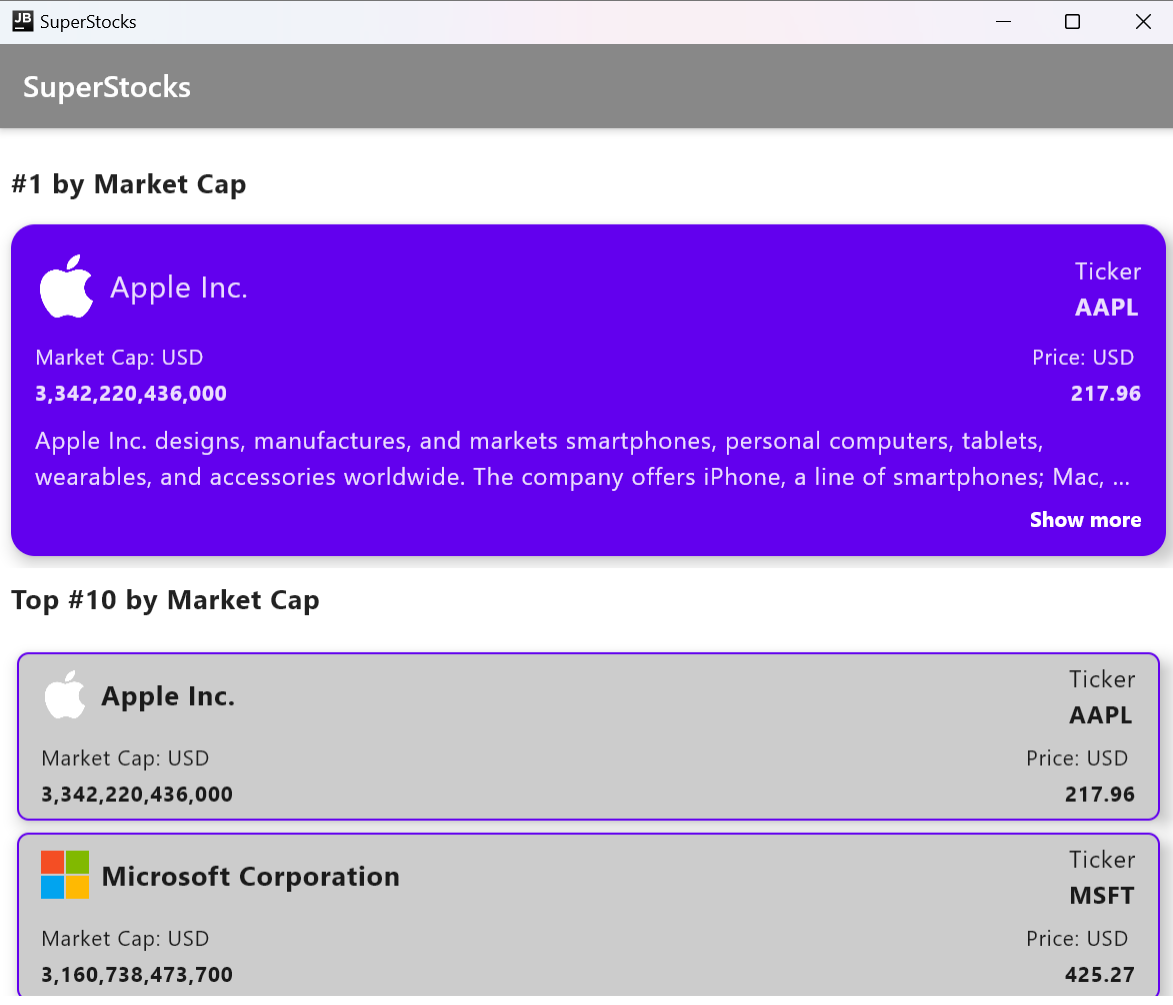 JB SuperStocks
SuperStocks
#1 by Market Cap
Apple Inc.
Ticker
AAPL
Market Cap: USD
3,342,220,436,000
Price: USD
217.96
Apple Inc. designs, manufactures, and markets smartphones, personal computers, tablets,
wearables, and accessories worldwide. The company offers iPhone, a line of smartphones; Mac, ...
Show more
Top #10 by Market Cap
Apple Inc.
Ticker
AAPL
Market Cap: USD
3,342,220,436,000
Price: USD
217.96
Microsoft Corporation
Ticker
MSFT
Market Cap: USD
3,160,738,473,700
Price: USD
425.27